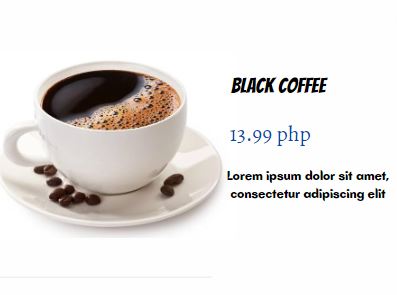 BLACK COFFEE
13.99 php
Lorem ipsum dolor sit amet,
consectetur adipiscing elit